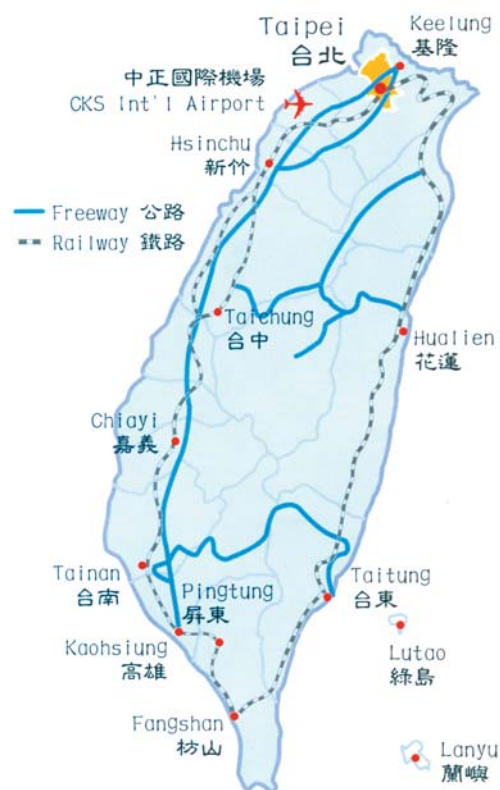 Taipei
台北
Keelung
基隆
中正國際機場
CKS Int'l Airport
Hsinchu
新竹
Freeway 公路
Railway 鐵路
Taichung
台中
Hualien
花蓮
Chiayi
嘉義
Tainan
台南
Pingtung
屏東
Taitung
台東
Kaohsiung
高雄
Lutao
綠島
Fangshan
枋山
Lanyu
蘭嶼